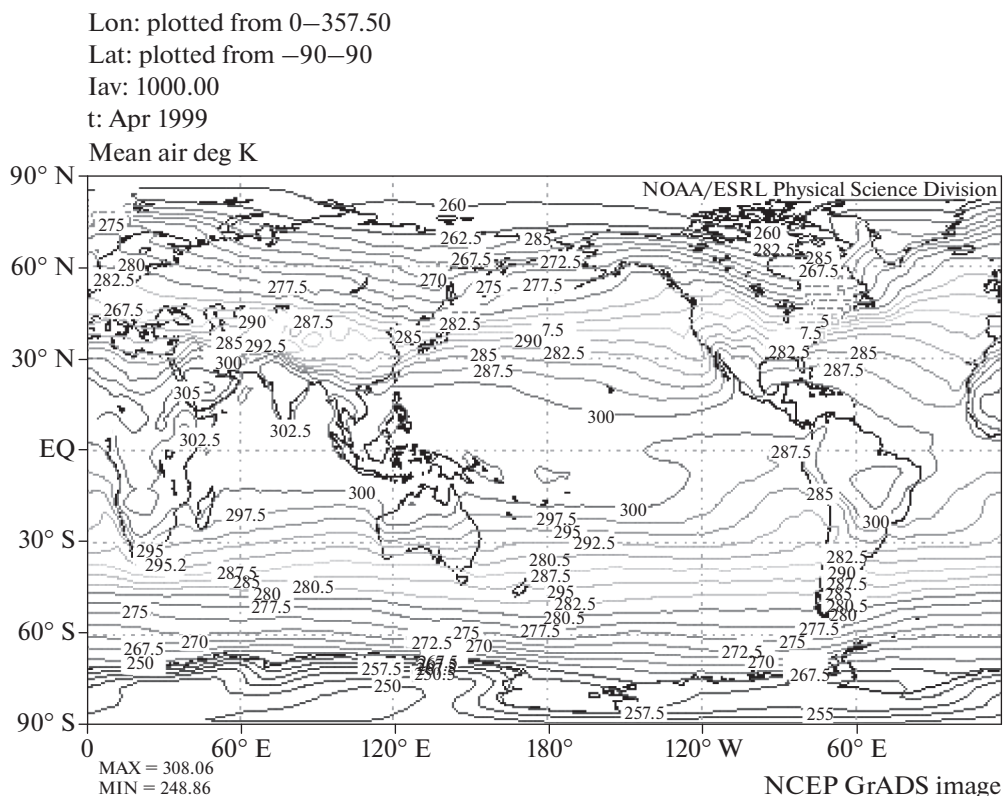 Lon: plotted from 0–357.50
Lat: plotted from –90–90
Iav: 1000.00
t: Apr 1999
Mean air deg K
90° N
NOAA/ESRL Physical Science Division
260
275
260
262.5 285 282.5
60° N 280 267.5 272.5 285
282.5 277.5 270 275 277.5 267.5
267.5 290 287.5 282.5 7.5 .5
285 292.5 285 290 7.5
30° N 300 285 282.5 282.5 285
305 287.5 287.5
300
302.5 302.5
EQ 287.5
300 285
297.5 300 300
297.5
295
30° S 295 292.5
295.2 280.5 282.5
287.5 287.5 290
285 280.5 295 287.5
280 282.5 285
275 277.5 280.5 280.5
280
60° S 275 277.5 277.5
267.5 270 272.5 270 275
250 267.5 272.5 270
257.5 250.5 267.5
250
257.5 255
90° S
0 60° E 120° E 180° 120° W 60° E
MAX = 308.06
MIN = 248.86
NCEP GrADS image